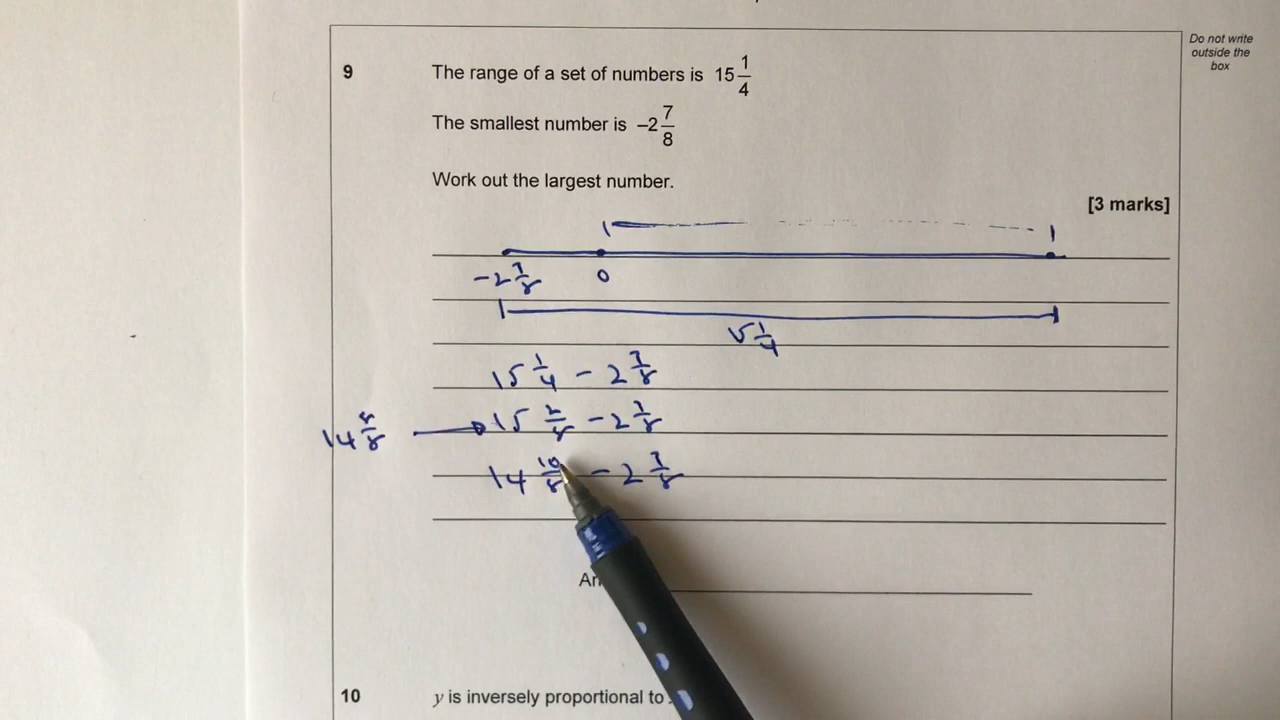 Do not write
outside the
box
9 The range of a set of numbers is 15 1/4
The smallest number is –2 7/8
Work out the largest number.
[3 marks]
-2 7/8 0
15 1/4
15 1/4 - 2 7/8
14 8/8 → 15 2/8 - 2 7/8
14 10/8 - 2 7/8
10 y is inversely proportional to